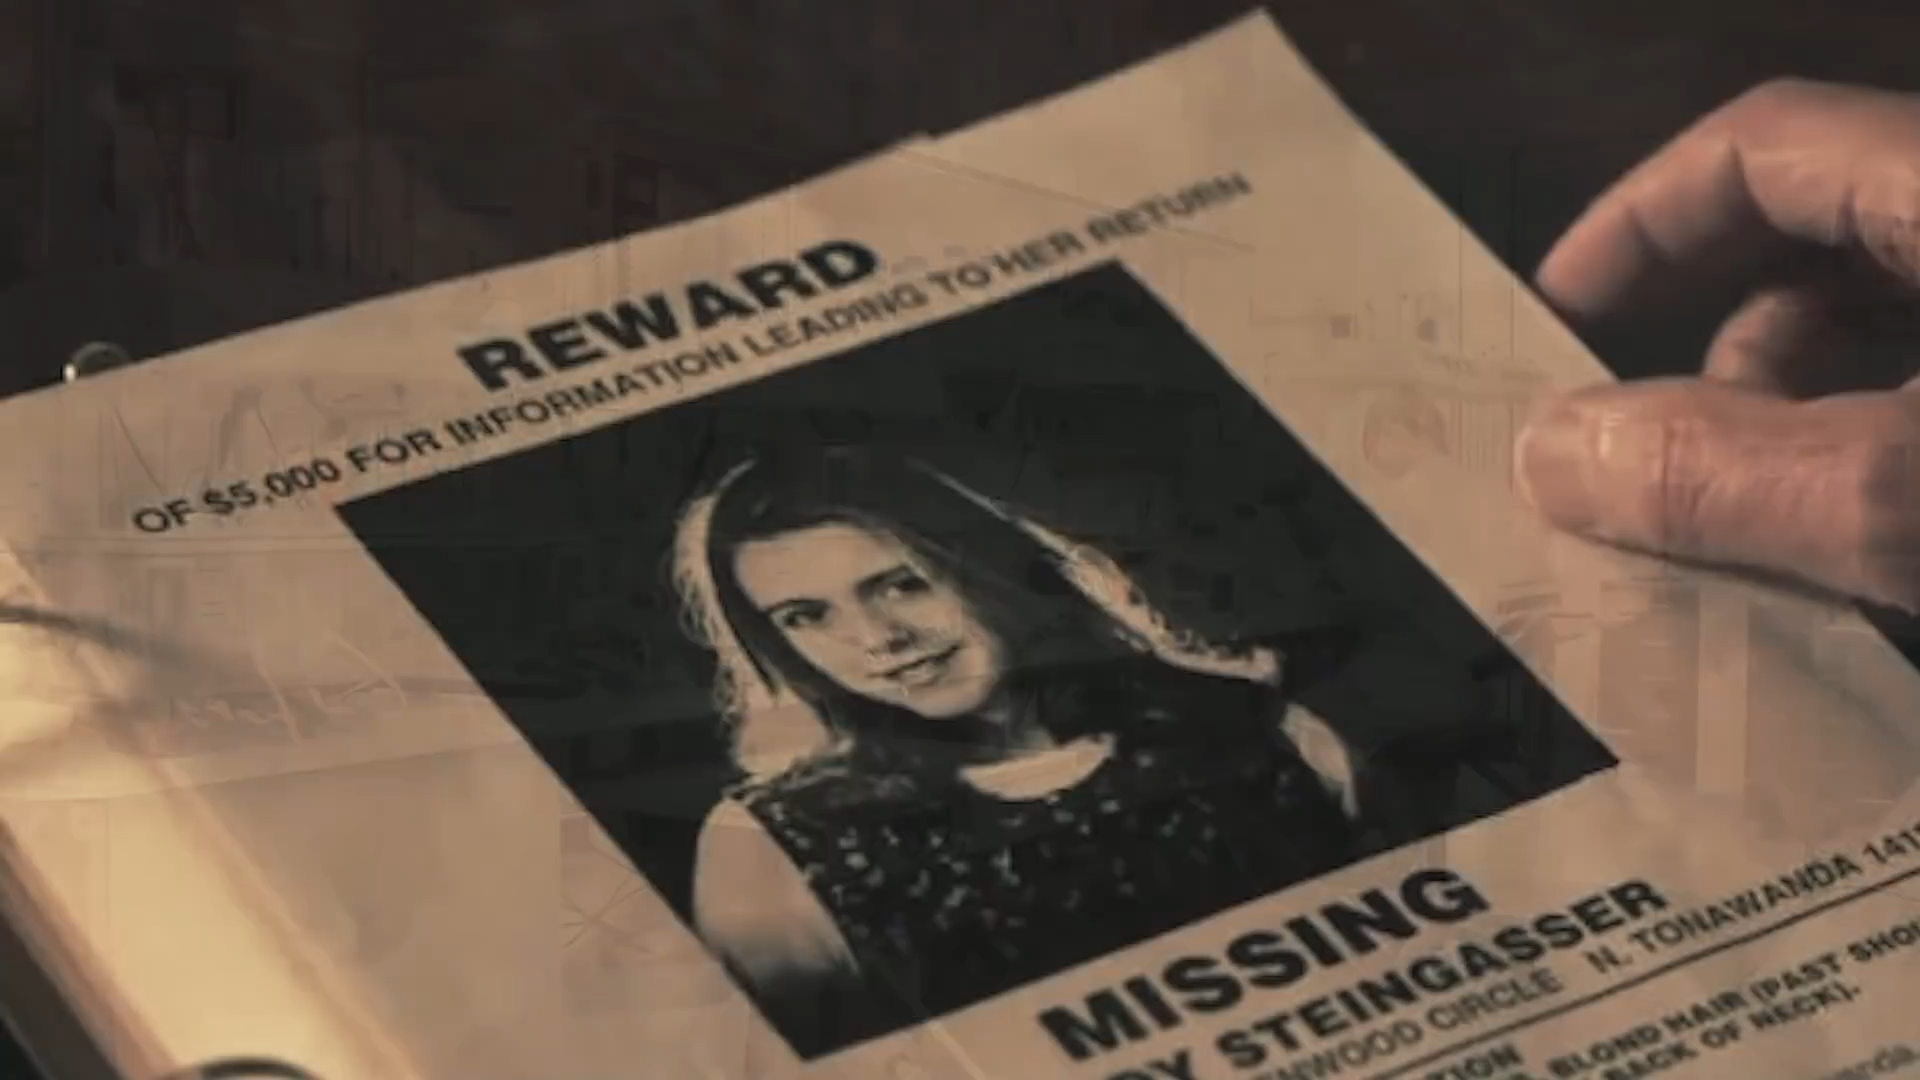 REWARD
OF $5,000 FOR INFORMATION LEADING TO HER RETURN
MISSING
STEINGASSER
CIRCLE N. TONAWANDA
BLOND HAIR (PAST
BACK OF NECK).